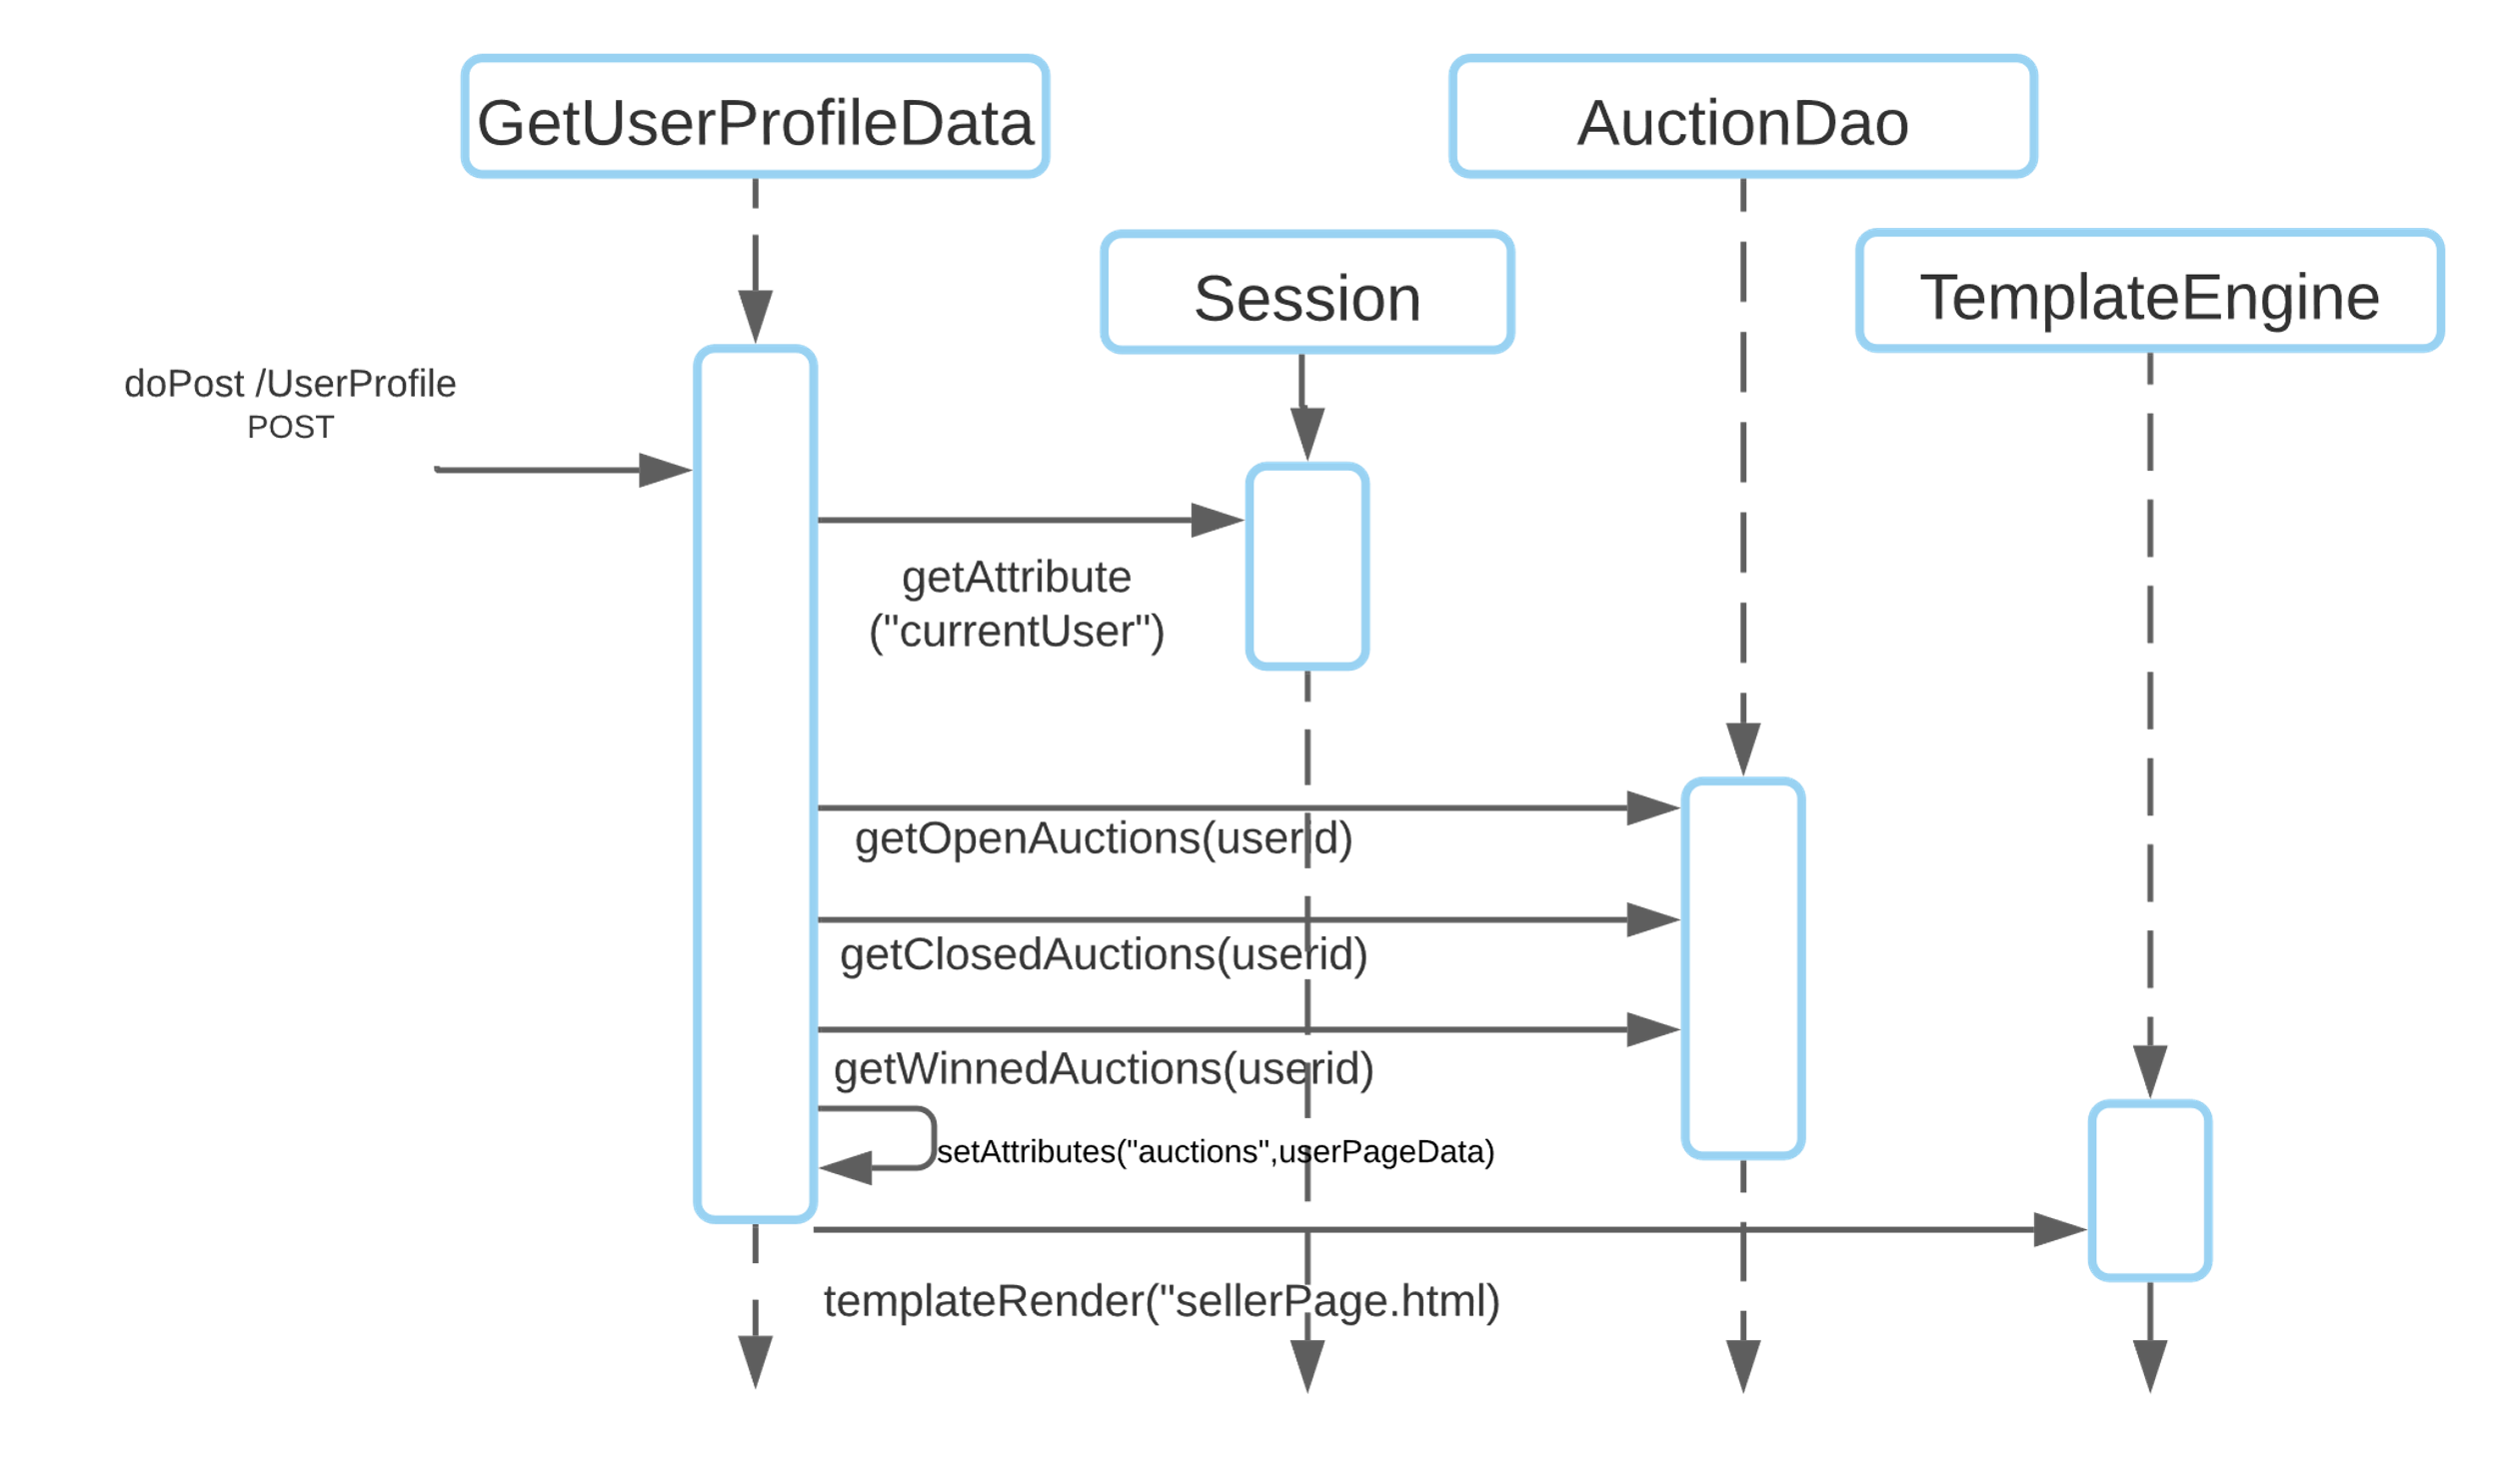 GetUserProfileData
AuctionDao
Session
TemplateEngine
doPost /UserProfile
POST
getAttribute
("currentUser")
getOpenAuctions(userid)
getClosedAuctions(userid)
getWinnedAuctions(userid)
setAttributes("auctions",userPageData)
templateRender("sellerPage.html)